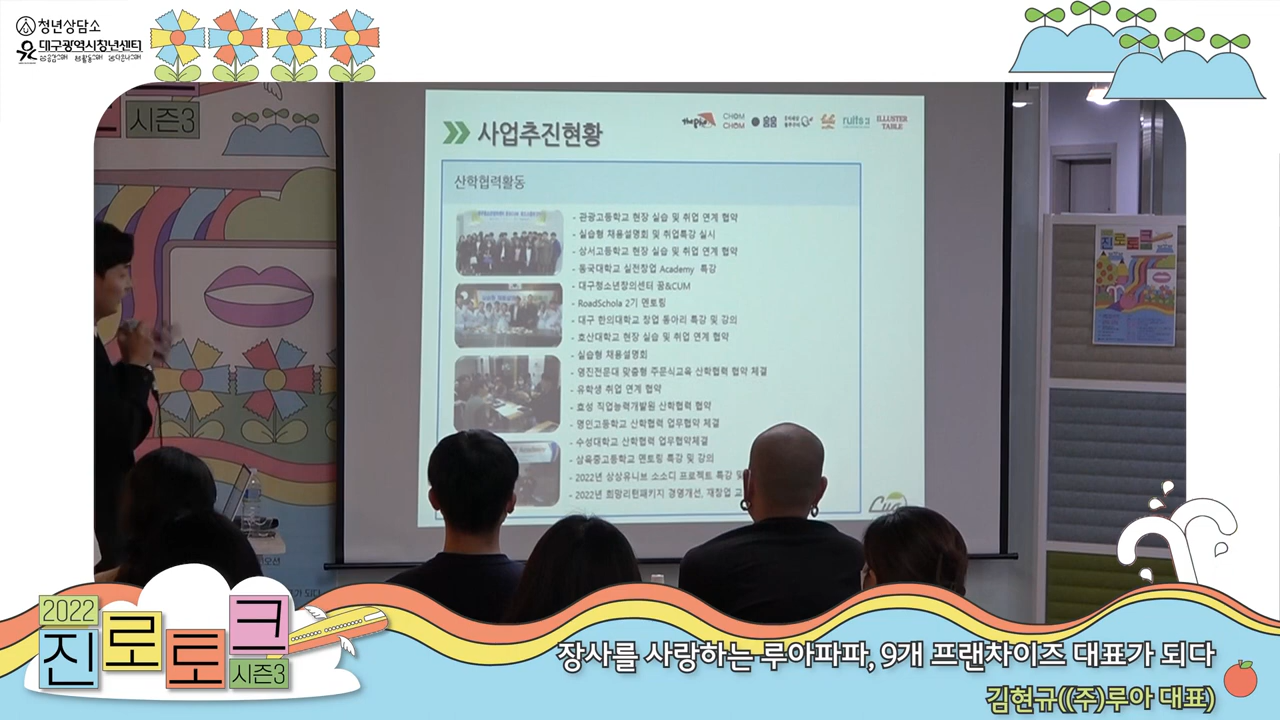 청년상담소
대구광역시청년센터
시즌3
사업추진현황
CHOM
CHOM
ruits
ILLUSTER
TABLE
산학협력활동
- 관광고등학교 현장 실습 및 취업 연계 협약
- 실습형 채용설명회 및 취업특강 실시
- 상서고등학교 현장 실습 및 취업 연계 협약
- 동국대학교 실전창업 Academy 특강
- 대구청소년창의센터 꿈&CUM
- RoadSchola 2기 멘토링
- 대구 한의대학교 창업 동아리 특강 및 강의
- 호산대학교 현장 실습 및 취업 연계 협약
- 실습형 채용설명회
- 영진전문대 맞춤형 주문식교육 산학협력 협약 체결
- 유학생 취업 연계 협약
- 효성 직업능력개발원 산학협력 협약
- 명인고등학교 산학협력 업무협약 체결
- 수성대학교 산학협력 업무협약체결
- 삼육중고등학교 멘토링 특강 및 강의
- 2022년 상상유니브 소소디 프로젝트 특강 및
- 2022년 희망리턴패키지 경영개선, 재창업 교
진로토크
2022
진로토크
시즌3
장사를 사랑하는 루아파파, 9개 프랜차이즈 대표가 되다
김현규((주)루아 대표)